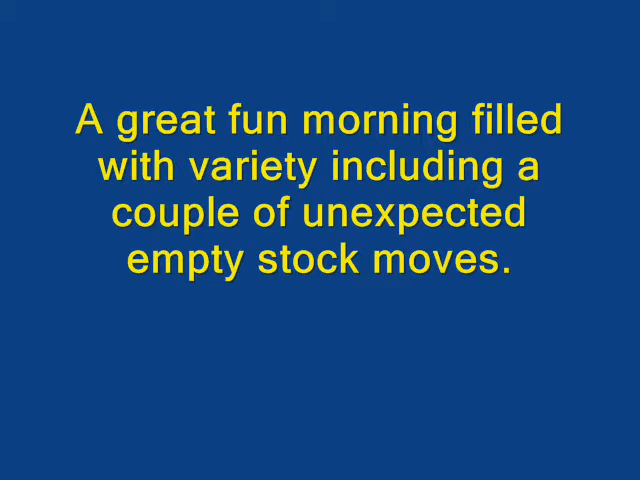 A great fun morning filled
with variety including a
couple of unexpected
empty stock moves.